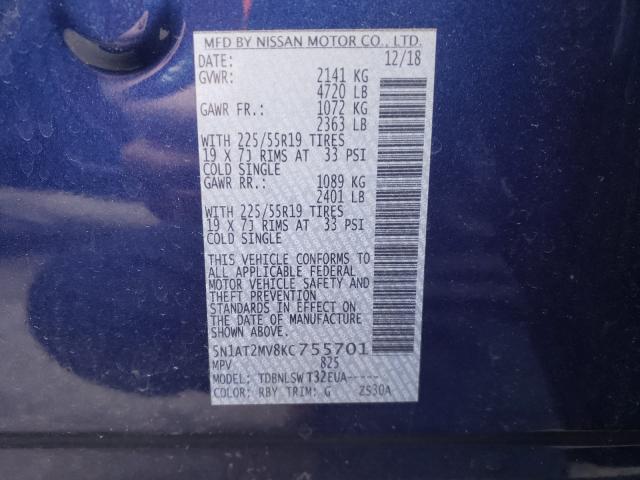 MFD BY NISSAN MOTOR CO., LTD.
DATE: 12/18
GVWR: 2141 KG
4720 LB
GAWR FR.: 1072 KG
2363 LB
WITH 225/55R19 TIRES
19 X 7J RIMS AT 33 PSI
COLD SINGLE
GAWR RR.: 1089 KG
2401 LB
WITH 225/55R19 TIRES
19 X 7J RIMS AT 33 PSI
COLD SINGLE
THIS VEHICLE CONFORMS TO
ALL APPLICABLE FEDERAL
MOTOR VEHICLE SAFETY AND
THEFT PREVENTION
STANDARDS IN EFFECT ON
THE DATE OF MANUFACTURE
SHOWN ABOVE
5N1AT2MV8KC755701
MPV 825
MODEL: TDBNLSW T32EUA----
COLOR: RBY TRIM: G ZS30A